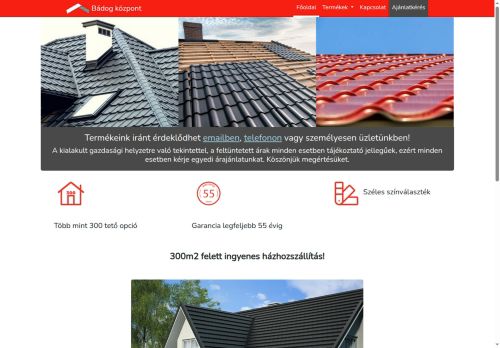 Bádog központ
Főoldal Termékek Kapcsolat Ajánlatkérés
Termékeink iránt érdeklődhet emailben, telefonon vagy személyesen üzletünkben!
A kialakult gazdasági helyzetre való tekintettel, a feltüntetett árak minden esetben tájékoztató jellegűek, ezért minden
esetben kérje egyedi árajánlatunkat. Köszönjük megértésüket.
300
Több mint 300 tető opció
55
Garancia legfeljebb 55 évig
Széles színválaszték
300m2 felett ingyenes házhozszállítás!